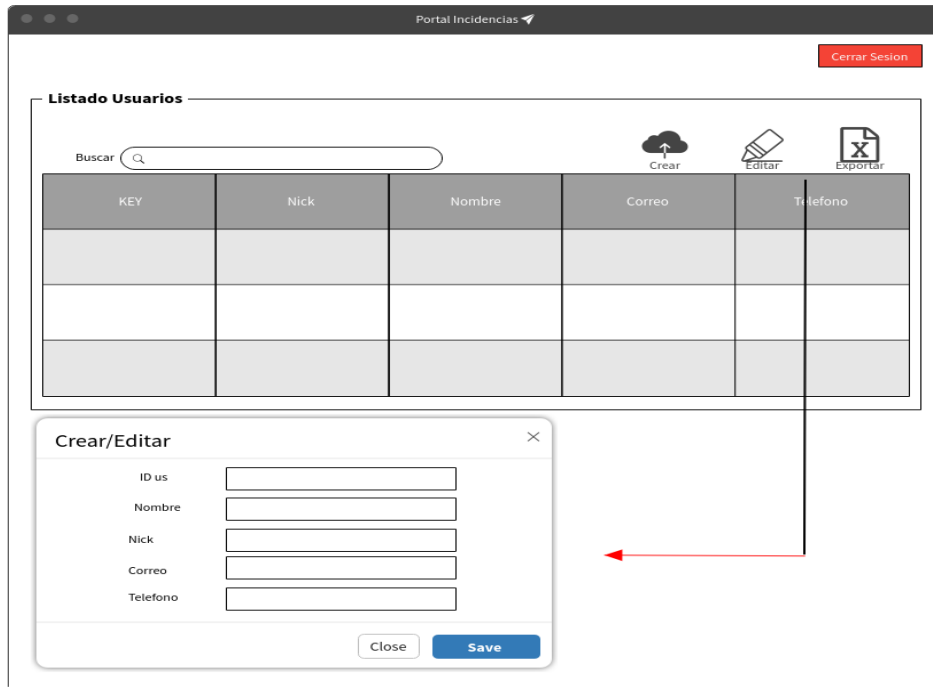 Portal Incidencias
Cerrar Sesion
Listado Usuarios
Buscar
Crear
Editar
X
Exportar
KEY Nick Nombre Correo Telefono
Crear/Editar
ID us
Nombre
Nick
Correo
Telefono
Close Save